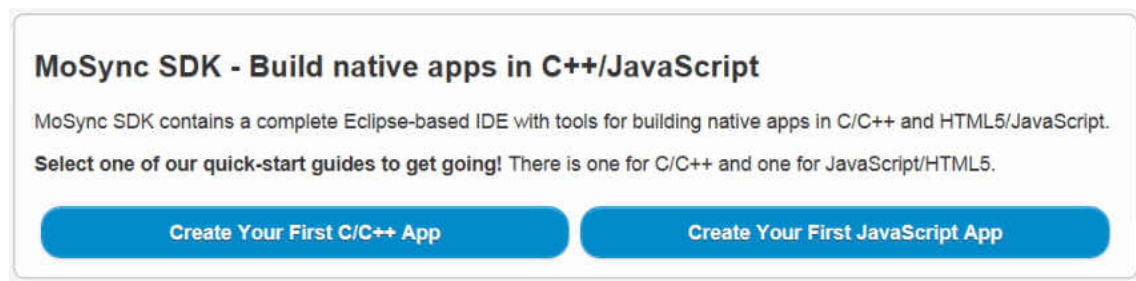 MoSync SDK - Build native apps in C++/JavaScript
MoSync SDK contains a complete Eclipse-based IDE with tools for building native apps in C/C++ and HTML5/JavaScript.
Select one of our quick-start guides to get going! There is one for C/C++ and one for JavaScript/HTML5.
Create Your First C/C++ App
Create Your First JavaScript App